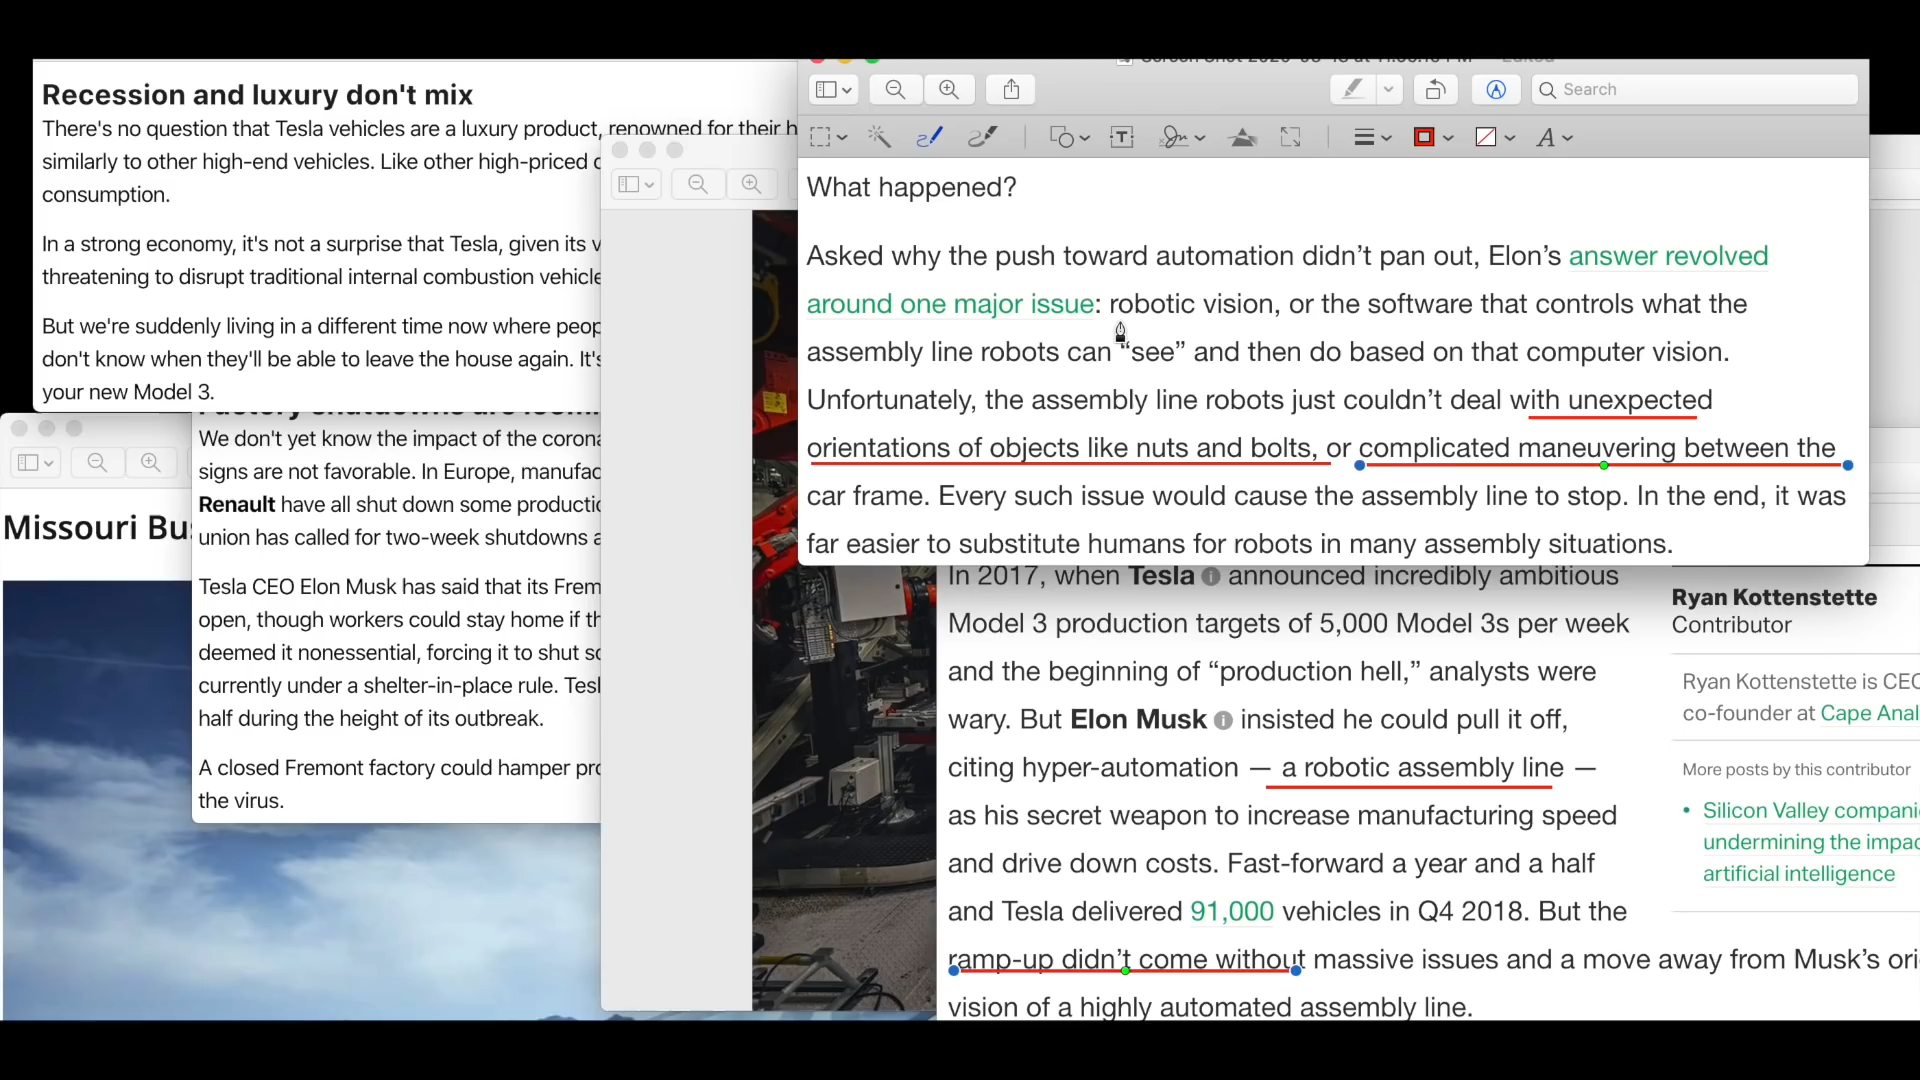 Recession and luxury don't mix
There's no question that Tesla vehicles are a luxury product, renowned for their h
similarly to other high-end vehicles. Like other high-priced
consumption.
In a strong economy, it's not a surprise that Tesla, given its
threatening to disrupt traditional internal combustion vehicle
But we're suddenly living in a different time now where peop
don't know when they'll be able to leave the house again. It's
your new Model 3.
We don't yet know the impact of the corona
signs are not favorable. In Europe, manufac
Renault have all shut down some productio
union has called for two-week shutdowns a
Tesla CEO Elon Musk has said that its Frem
open, though workers could stay home if th
deemed it nonessential, forcing it to shut
currently under a shelter-in-place rule. Tesl
half during the height of its outbreak.
A closed Fremont factory could hamper pro
the virus.
Missouri Bus
Search
What happened?
Asked why the push toward automation didn’t pan out, Elon’s answer revolved
around one major issue: robotic vision, or the software that controls what the
assembly line robots can “see” and then do based on that computer vision.
Unfortunately, the assembly line robots just couldn’t deal with unexpected
orientations of objects like nuts and bolts, or complicated maneuvering between the
car frame. Every such issue would cause the assembly line to stop. In the end, it was
far easier to substitute humans for robots in many assembly situations.
In 2017, when Tesla announced incredibly ambitious
Model 3 production targets of 5,000 Model 3s per week
and the beginning of “production hell,” analysts were
wary. But Elon Musk insisted he could pull it off,
citing hyper-automation — a robotic assembly line —
as his secret weapon to increase manufacturing speed
and drive down costs. Fast-forward a year and a half
and Tesla delivered 91,000 vehicles in Q4 2018. But the
ramp-up didn’t come without massive issues and a move away from Musk’s ori
vision of a highly automated assembly line.
Ryan Kottenstette
Contributor
Ryan Kottenstette is CEO
co-founder at Cape Anal
More posts by this contributor
• Silicon Valley compani
undermining the impac
artificial intelligence